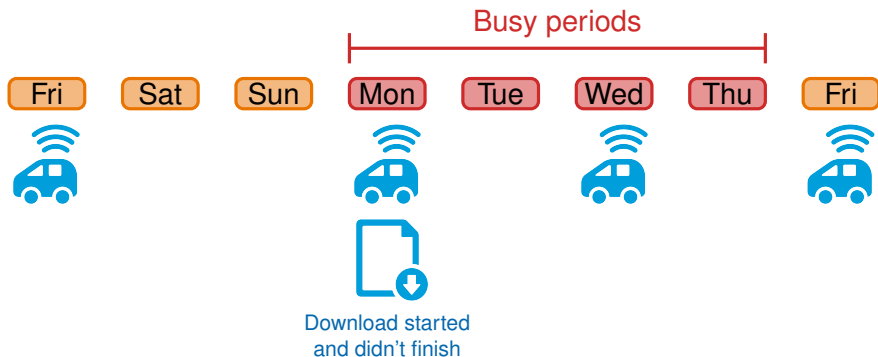 Busy periods
Fri Sat Sun Mon Tue Wed Thu Fri
Download started
and didn't finish